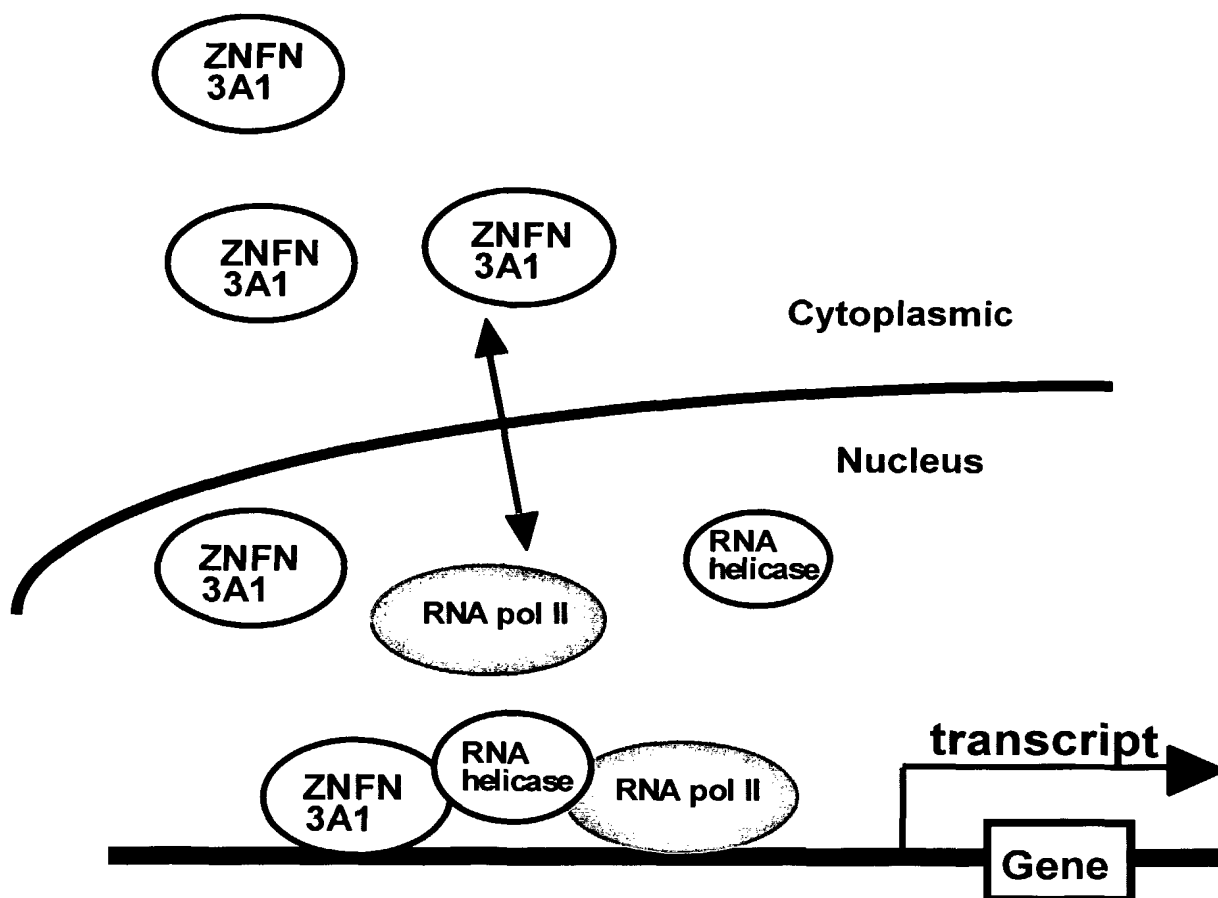 ZNFN
3A1
ZNFN
3A1
ZNFN
3A1
Cytoplasmic
Nucleus
ZNFN
3A1
RNA pol II
RNA
helicase
ZNFN
3A1
RNA
helicase
RNA pol II
transcript
Gene